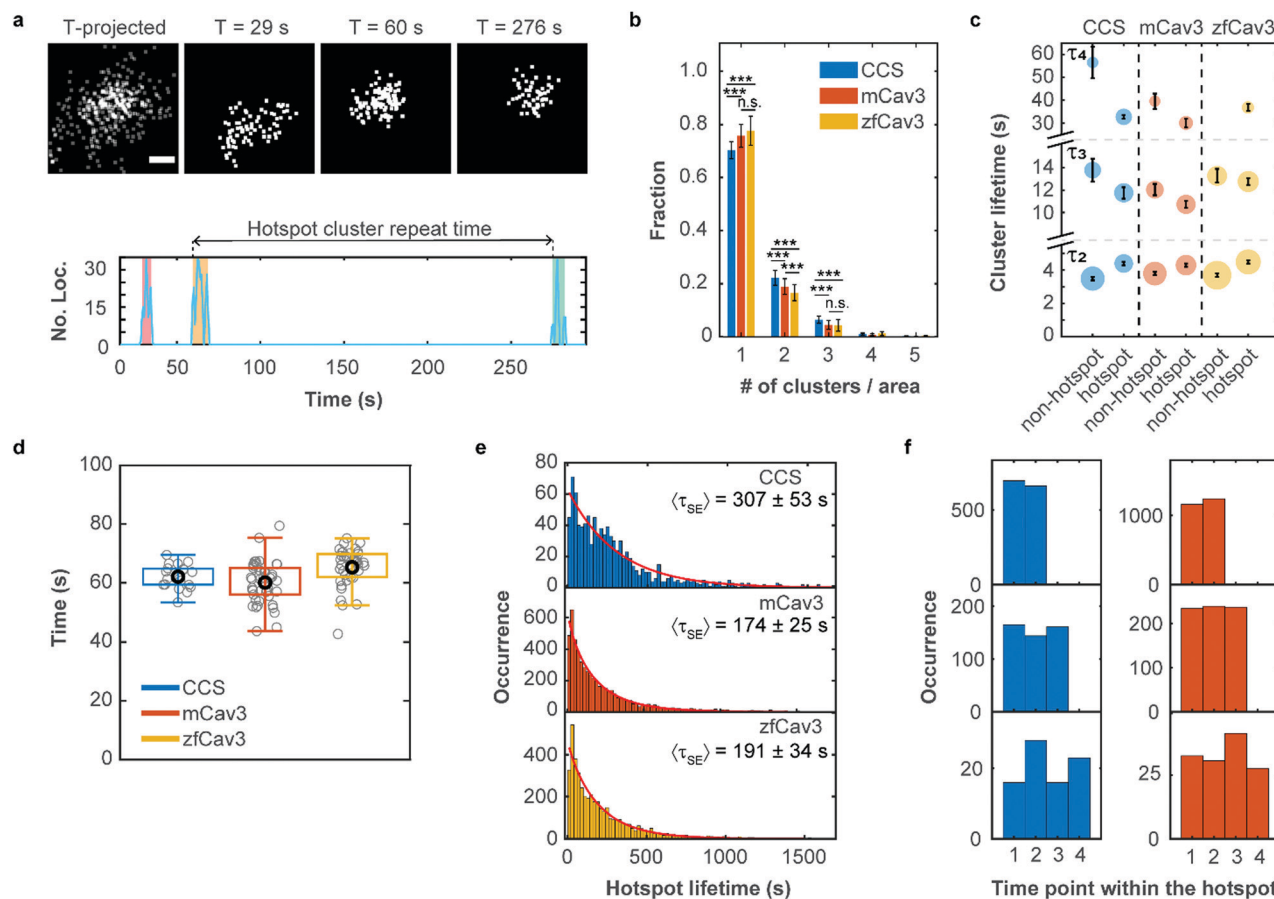 a
T-projected T = 29 s T = 60 s T = 276 s
Hotspot cluster repeat time
No. Loc.
30
15
0
0 50 100 150 200 250
Time (s)
b
Fraction
1.0
0.8
0.6
0.4
0.2
0
CCS
mCav3
zfCav3
***
*** n.s.
***
*** ***
***
*** n.s.
1 2 3 4 5
# of clusters / area
c
CCS mCav3 zfCav3
Cluster lifetime (s)
60
50
40
30
14
12
10
4
2
0
τ4
τ3
τ2
non-hotspot hotspot non-hotspot hotspot non-hotspot hotspot
d
Time (s)
100
80
60
40
20
0
CCS
mCav3
zfCav3
e
Occurrence
80
60
40
20
0
CCS
⟨τSE⟩ = 307 ± 53 s
600
400
200
0
mCav3
⟨τSE⟩ = 174 ± 25 s
400
200
0
zfCav3
⟨τSE⟩ = 191 ± 34 s
0 500 1000 1500
Hotspot lifetime (s)
f
Occurrence
500
0
1000
0
200
100
0
200
100
0
20
0
25
0
1 2 3 4 1 2 3 4
Time point within the hotspot